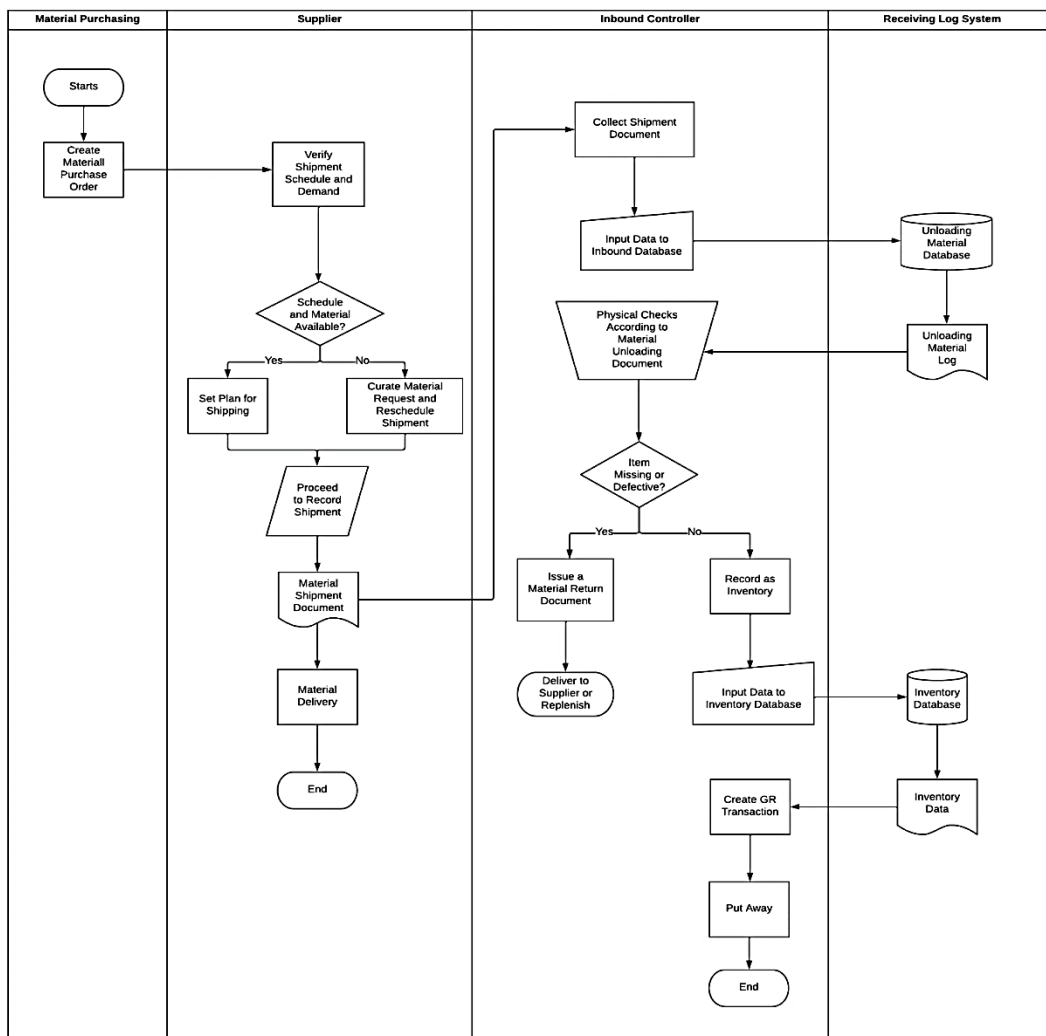 Material Purchasing
Supplier
Inbound Controller
Receiving Log System
Starts
Create
Materiall
Purchase
Order
Verify
Shipment
Schedule and
Demand
Schedule
and Material
Available?
Yes
No
Set Plan for
Shipping
Curate Material
Request and
Reschedule
Shipment
Proceed
to Record
Shipment
Material
Shipment
Document
Material
Delivery
End
Collect Shipment
Document
Input Data to
Inbound Database
Unloading
Material
Database
Unloading
Material
Log
Physical Checks
According to
Material
Unloading
Document
Item
Missing or
Defective?
Yes
No
Issue a
Material Return
Document
Deliver to
Supplier or
Replenish
Record as
Inventory
Input Data to
Inventory Database
Inventory
Database
Inventory
Data
Create GR
Transaction
Put Away
End